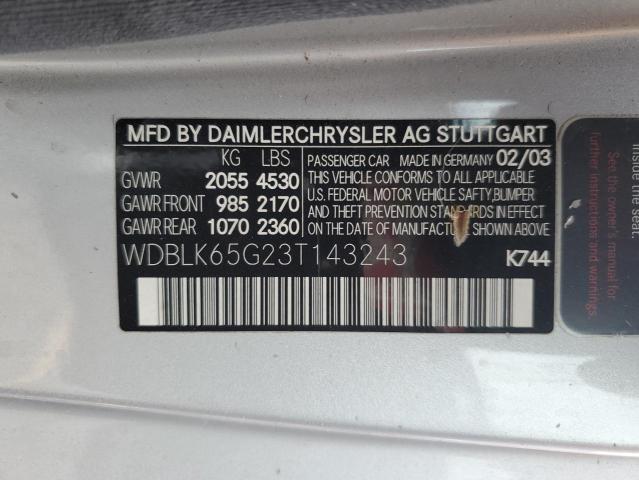 MFD BY DAIMLERCHRYSLER AG STUTTGART
KG LBS
GVWR 2055 4530
GAWR FRONT 985 2170
GAWR REAR 1070 2360
PASSENGER CAR MADE IN GERMANY 02/03
THIS VEHICLE CONFORMS TO ALL APPLICABLE
U.S. FEDERAL MOTOR VEHICLE SAFTY,BUMPER
AND THEFT PREVENTION STANDARDS IN EFFECT
ON THE DATE OF MANUFACTURE SHOWN ABOVE
WDBLK65G23T143243
K744
inside the seat.
See the owner's manual for
further instructions
and warnings.